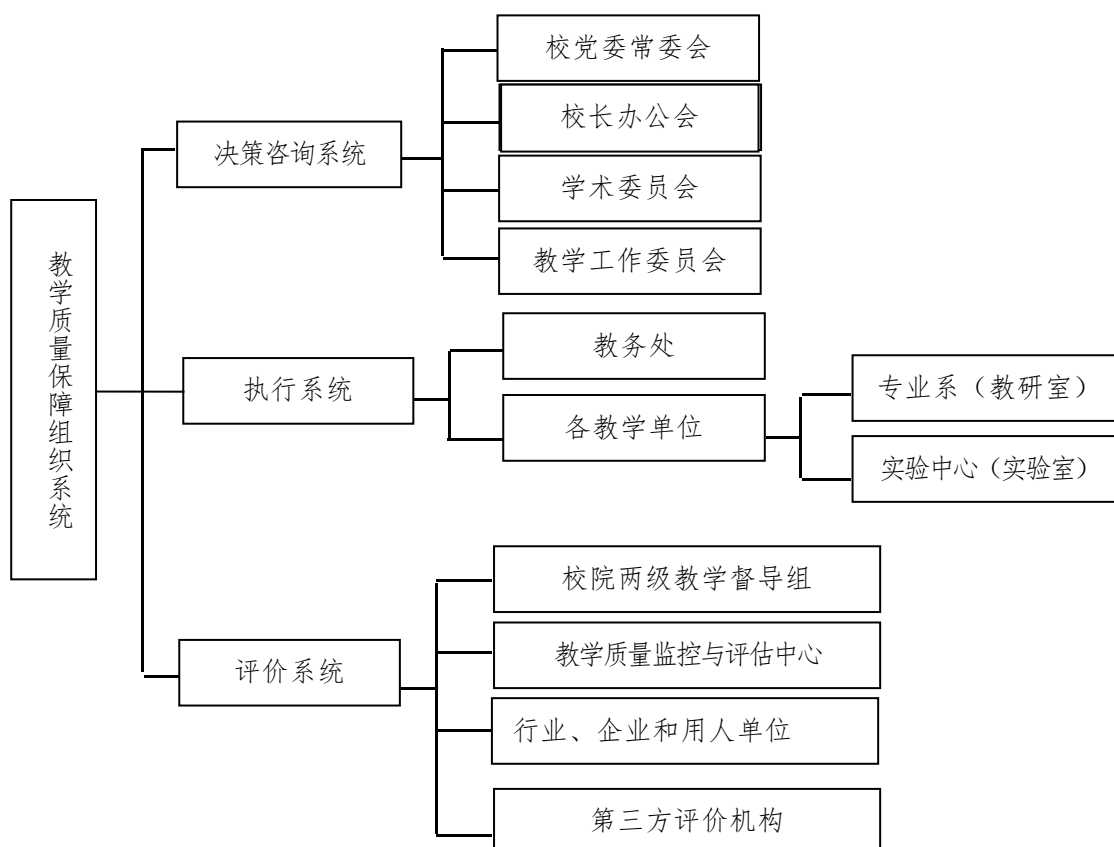 教学质量保障组织系统
决策咨询系统
校党委常委会
校长办公会
学术委员会
教学工作委员会
执行系统
教务处
各教学单位
专业系（教研室）
实验中心（实验室）
评价系统
校院两级教学督导组
教学质量监控与评估中心
行业、企业和用人单位
第三方评价机构